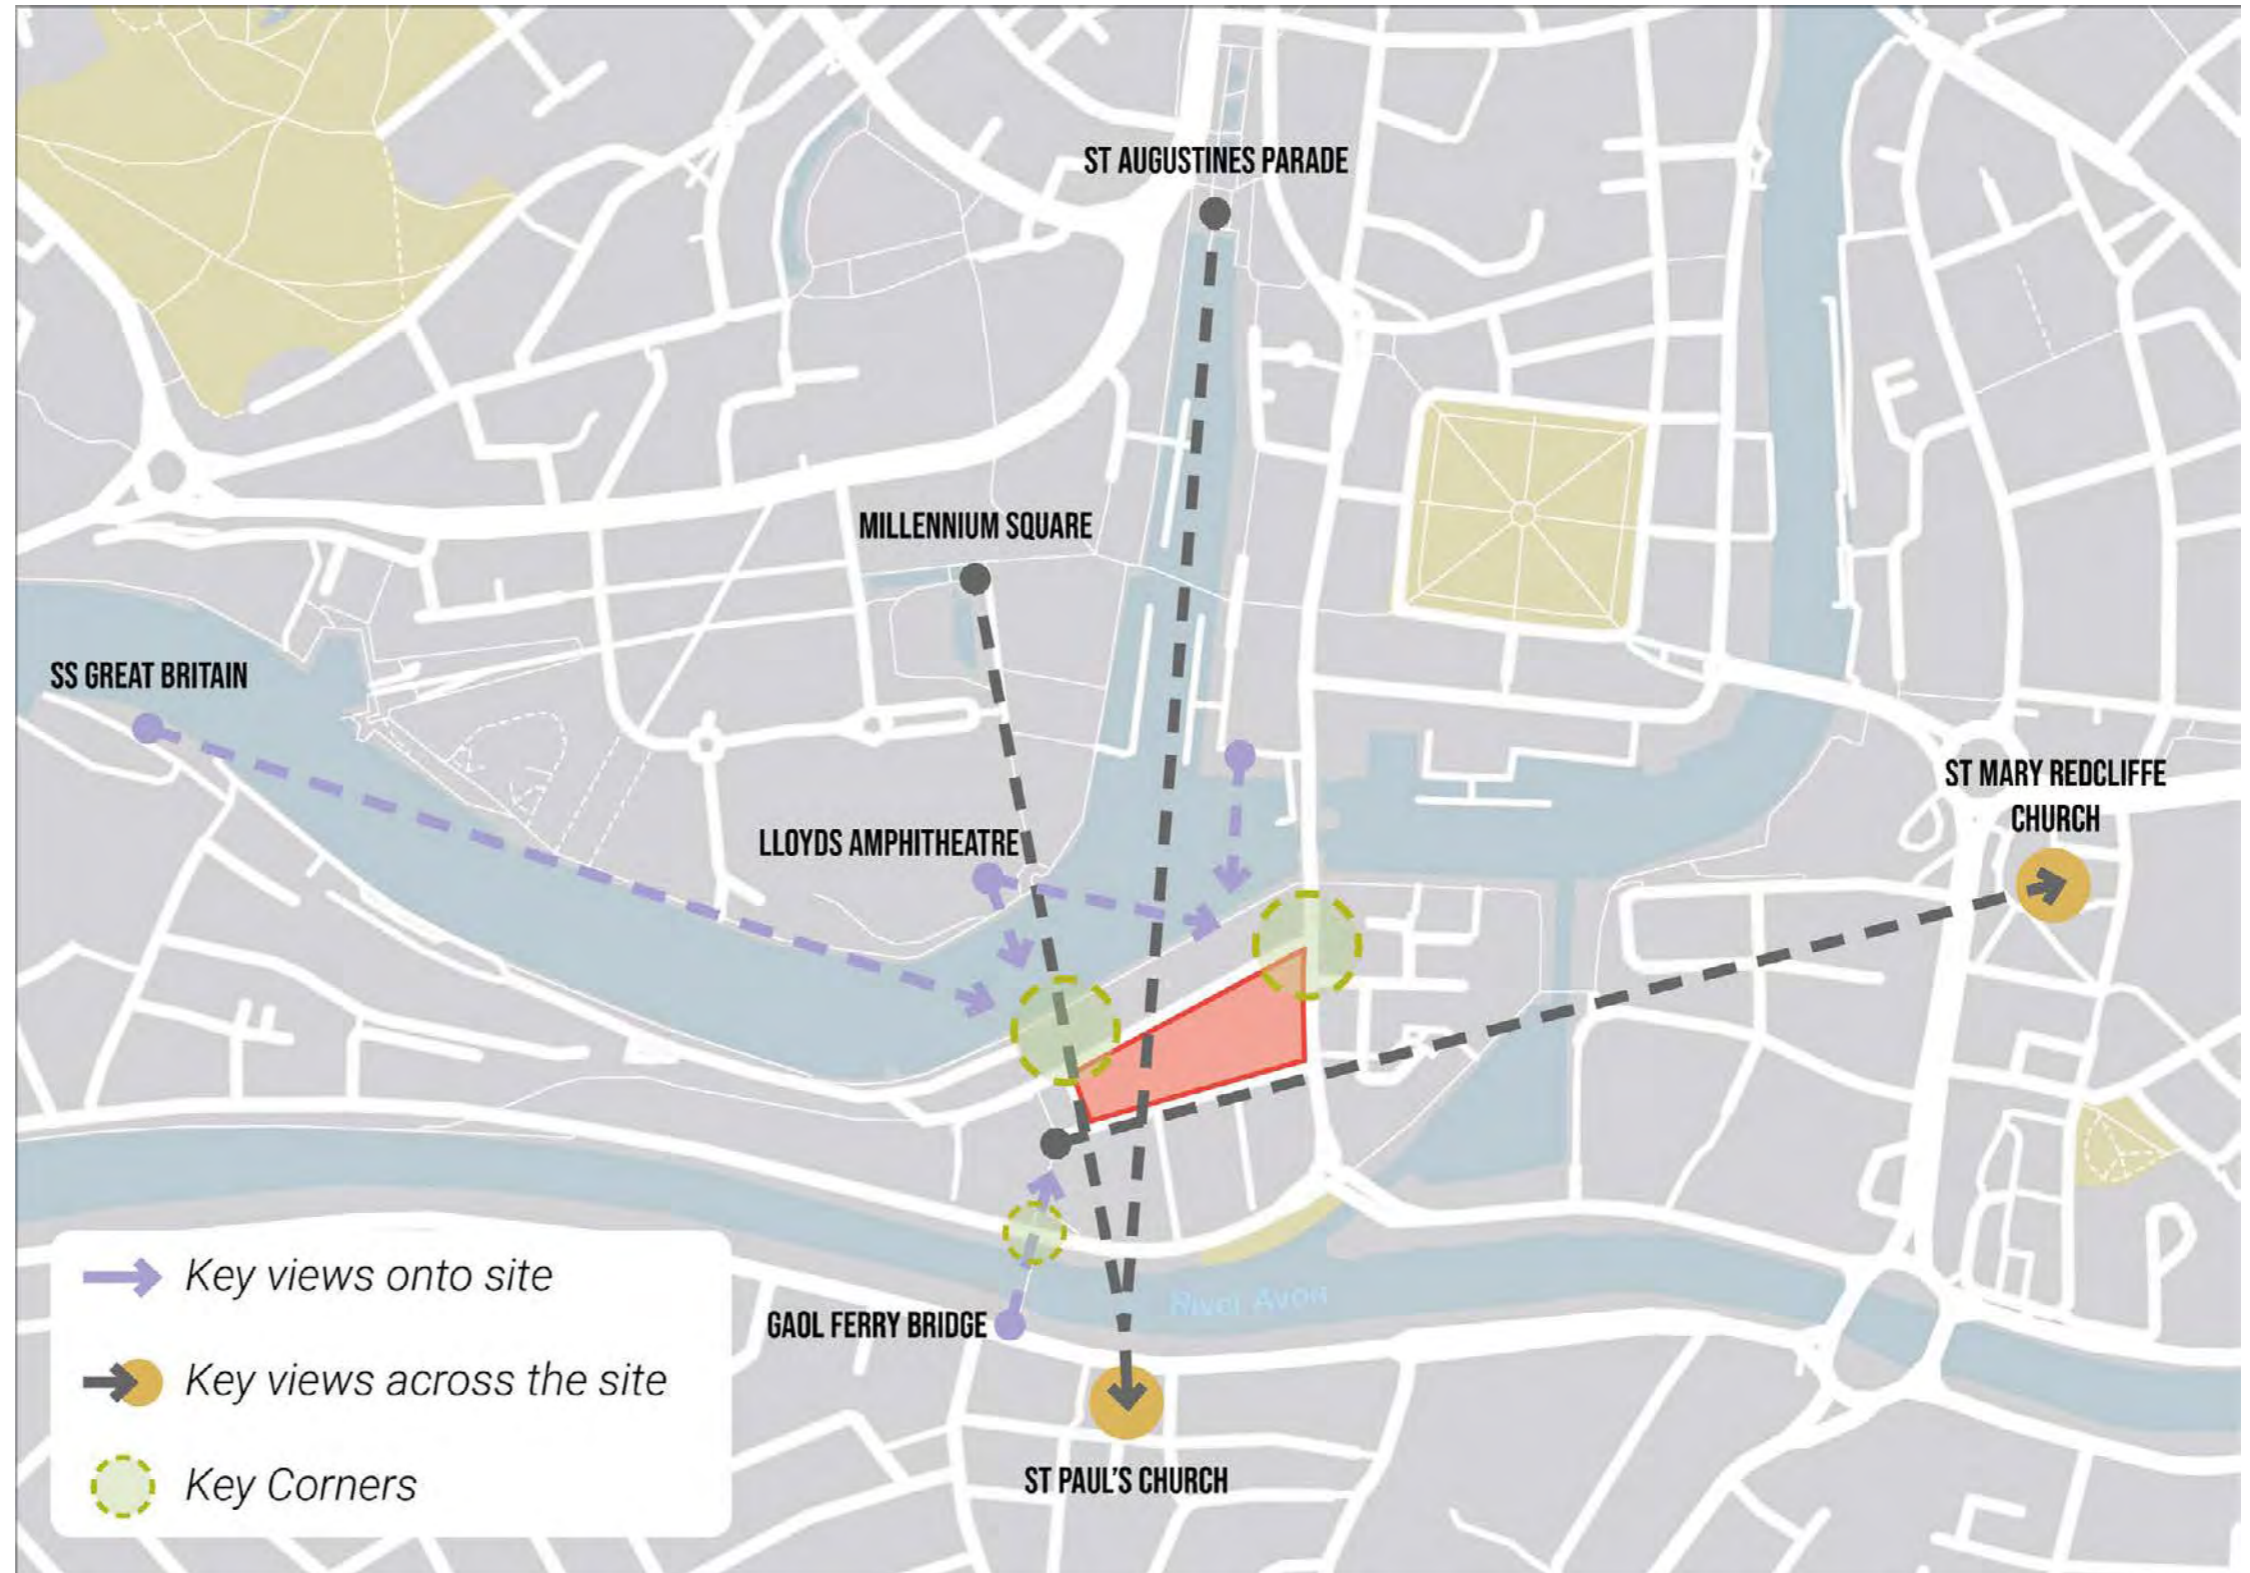 ST AUGUSTINES PARADE
MILLENNIUM SQUARE
SS GREAT BRITAIN
ST MARY REDCLIFFE
CHURCH
LLOYDS AMPHITHEATRE
River Avon
GAOL FERRY BRIDGE
ST PAUL'S CHURCH
Key views onto site
Key views across the site
Key Corners